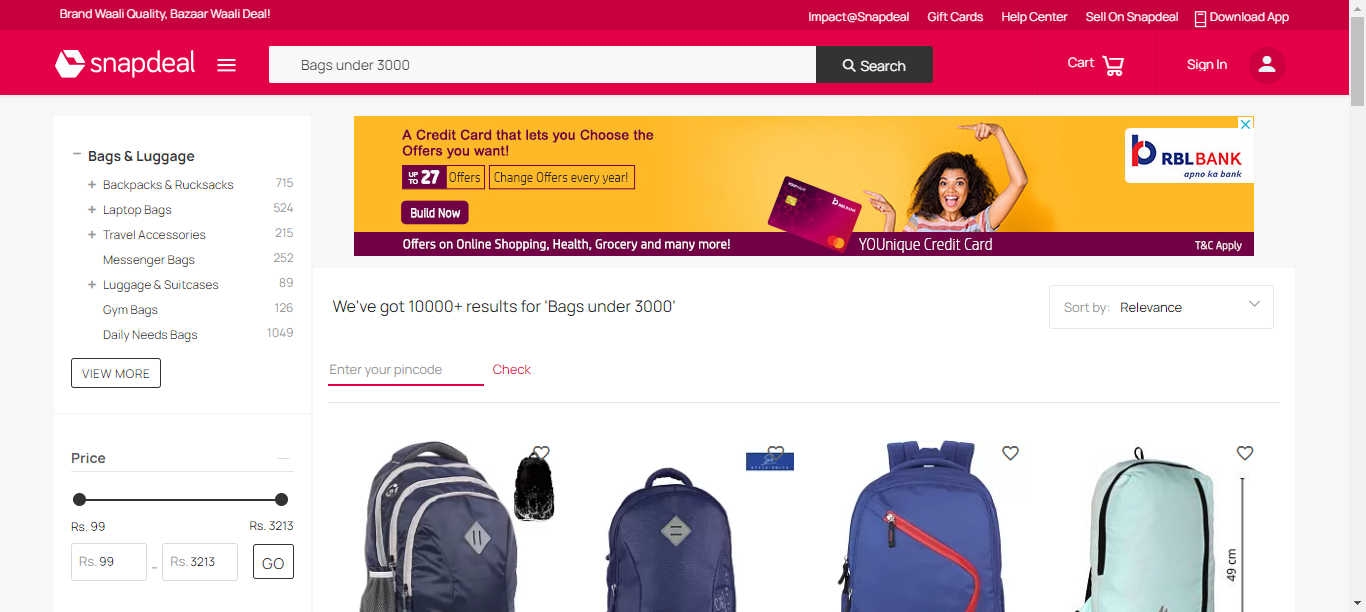 Brand Waali Quality, Bazaar Waali Deal!
Impact@Snapdeal Gift Cards Help Center Sell On Snapdeal Download App
snapdeal
Bags under 3000
Search
Cart
Sign In
Bags & Luggage
Backpacks & Rucksacks 715
Laptop Bags 524
Travel Accessories 215
Messenger Bags 252
Luggage & Suitcases 89
Gym Bags 126
Daily Needs Bags 1049
VIEW MORE
Price
Rs. 99 Rs. 3213
Rs. 99 - Rs. 3213 GO
A Credit Card that lets you Choose the
Offers you want!
UP TO 27 Offers Change Offers every year!
Build Now
Offers on Online Shopping, Health, Grocery and many more!
YOUnique Credit Card
T&C Apply
RBLBANK
apno ka bank
We've got 10000+ results for 'Bags under 3000'
Sort by: Relevance
Enter your pincode Check
49 cm